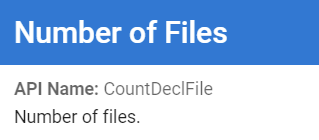 Number of Files
API Name: CountDeclFile
Number of files.